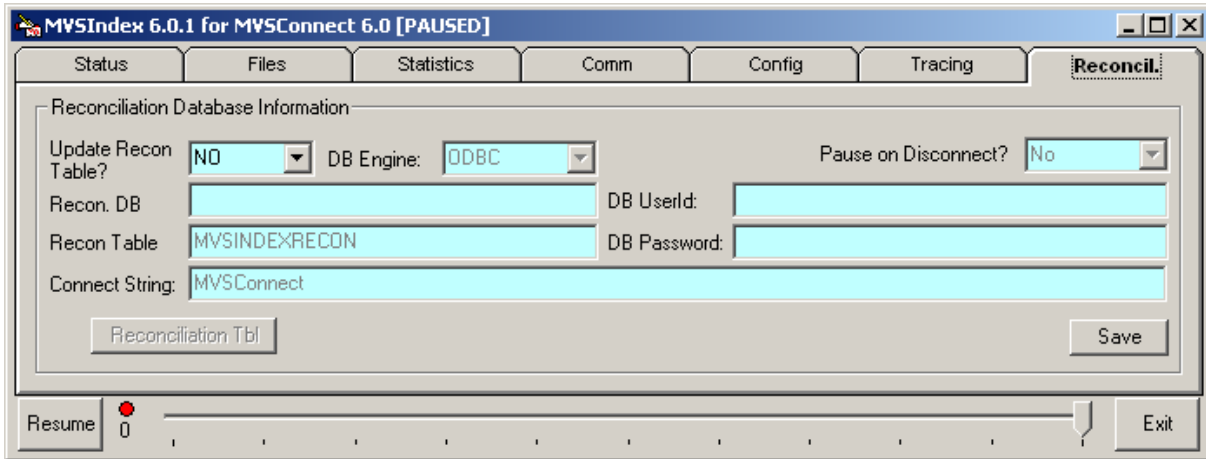 MVSIndex 6.0.1 for MVSConnect 6.0 [PAUSED]
Status Files Statistics Comm Config Tracing Reconcil.
Reconciliation Database Information
Update Recon Table? NO DB Engine: ODBC Pause on Disconnect? No
Recon. DB DB UserId:
Recon Table MVSINDEXRECON DB Password:
Connect String: MVSConnect
Reconciliation Tbl Save
Resume 0 Exit